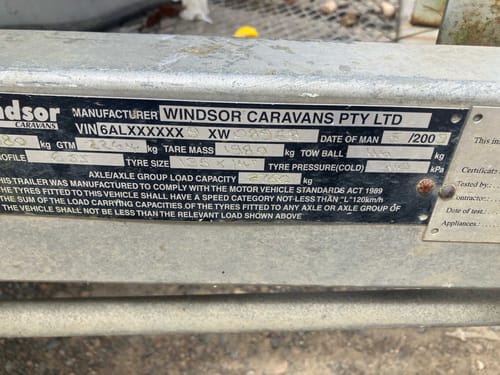 ndsor
CARAVANS
MANUFACTURER WINDSOR CARAVANS PTY LTD
VIN 6ALXXXXXX XW DATE OF MAN /200
kg GTM kg TARE MASS 1980 kg TOW BALL kg
ROFILE TYRE SIZE TYRE PRESSURE(COLD) kPa
AXLE/AXLE GROUP LOAD CAPACITY kg
THIS TRAILER WAS MANUFACTURED TO COMPLY WITH THE MOTOR VEHICLE STANDARDS ACT 1989
THE TYRES FITTED TO THIS VEHICLE SHALL HAVE A SPEED CATEGORY NOT-LESS THAN "L"120km/h
THE SUM OF THE LOAD CARRYING CAPACITIES OF THE TYRES FITTED TO ANY AXLE OR AXLE GROUP OF
VEHICLE SHALL NOT BE LESS THAN THE RELEVANT LOAD SHOWN ABOVE
This ins
Certificate
Tested by:
ontractor:
Date of test:
Appliances: